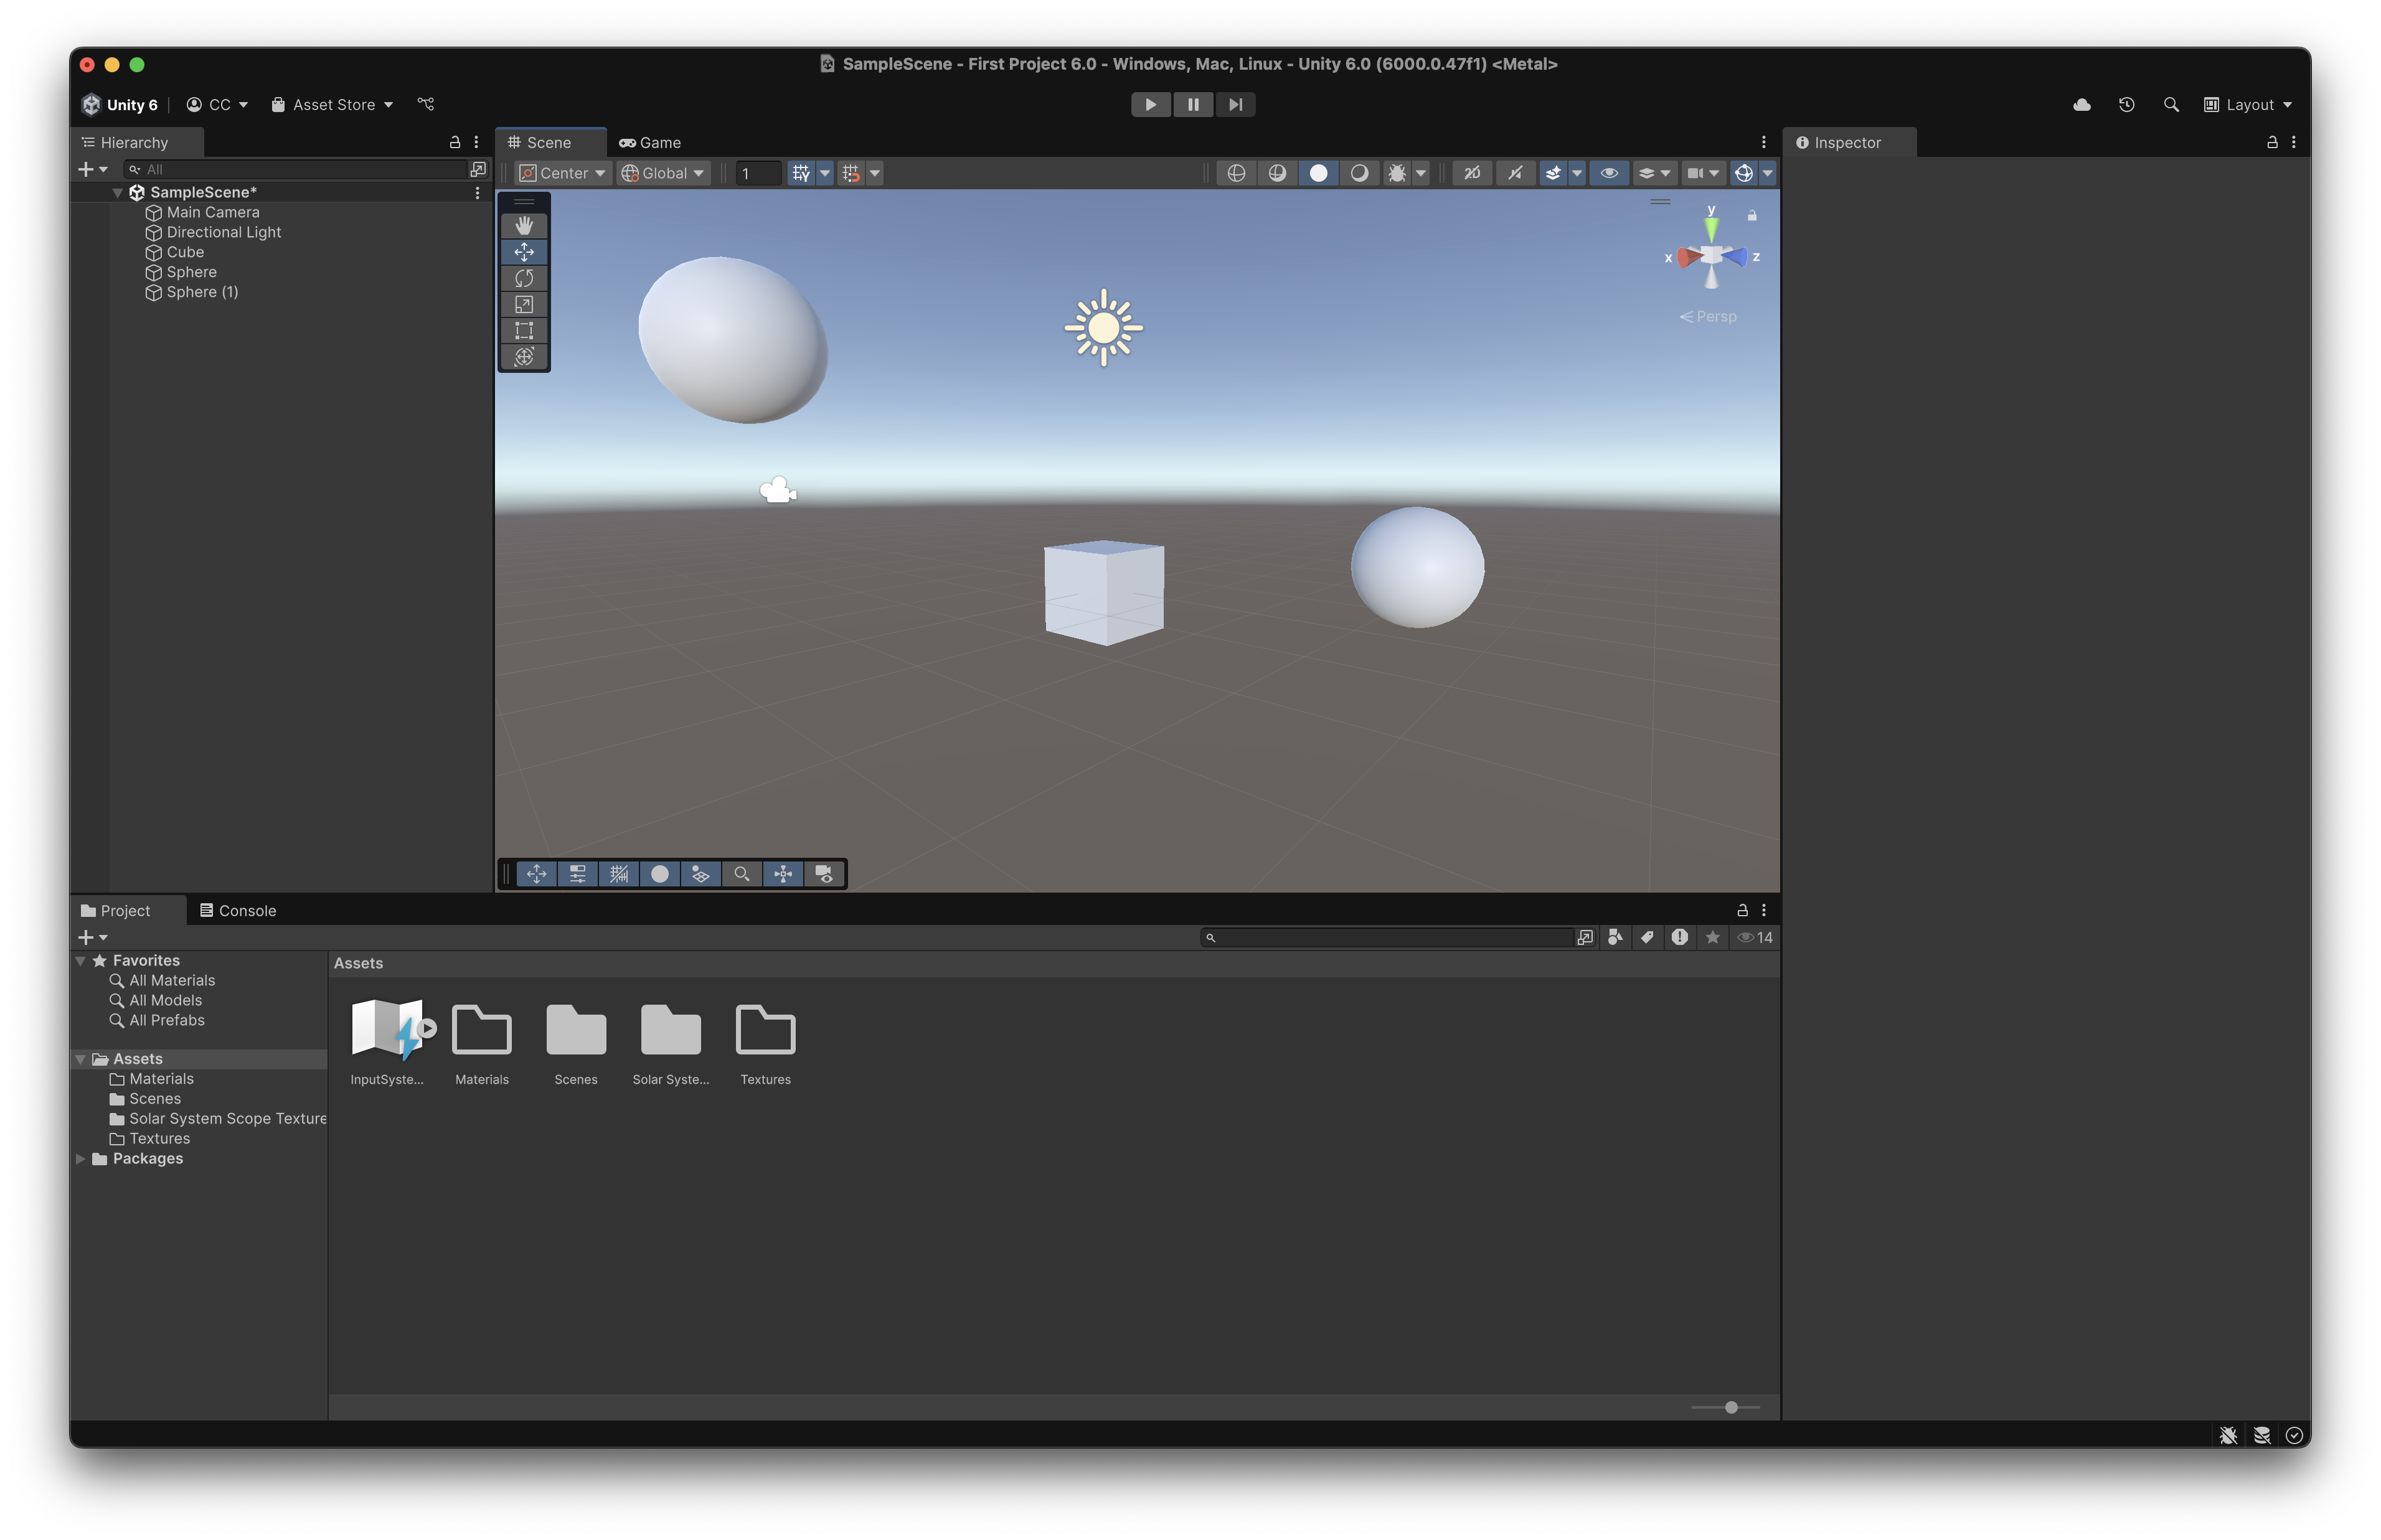 SampleScene - First Project 6.0 - Windows, Mac, Linux - Unity 6.0 (6000.0.47f1) <Metal>
Unity 6
CC
Asset Store
Layout
Hierarchy
Scene
Game
Inspector
All
Center
Global
1
2D
SampleScene*
Main Camera
Directional Light
Cube
Sphere
Sphere (1)
y
x
z
Persp
Project
Console
14
Favorites
All Materials
All Models
All Prefabs
Assets
Materials
Scenes
Solar System Scope Texture
Textures
Packages
Assets
InputSyste...
Materials
Scenes
Solar Syste...
Textures